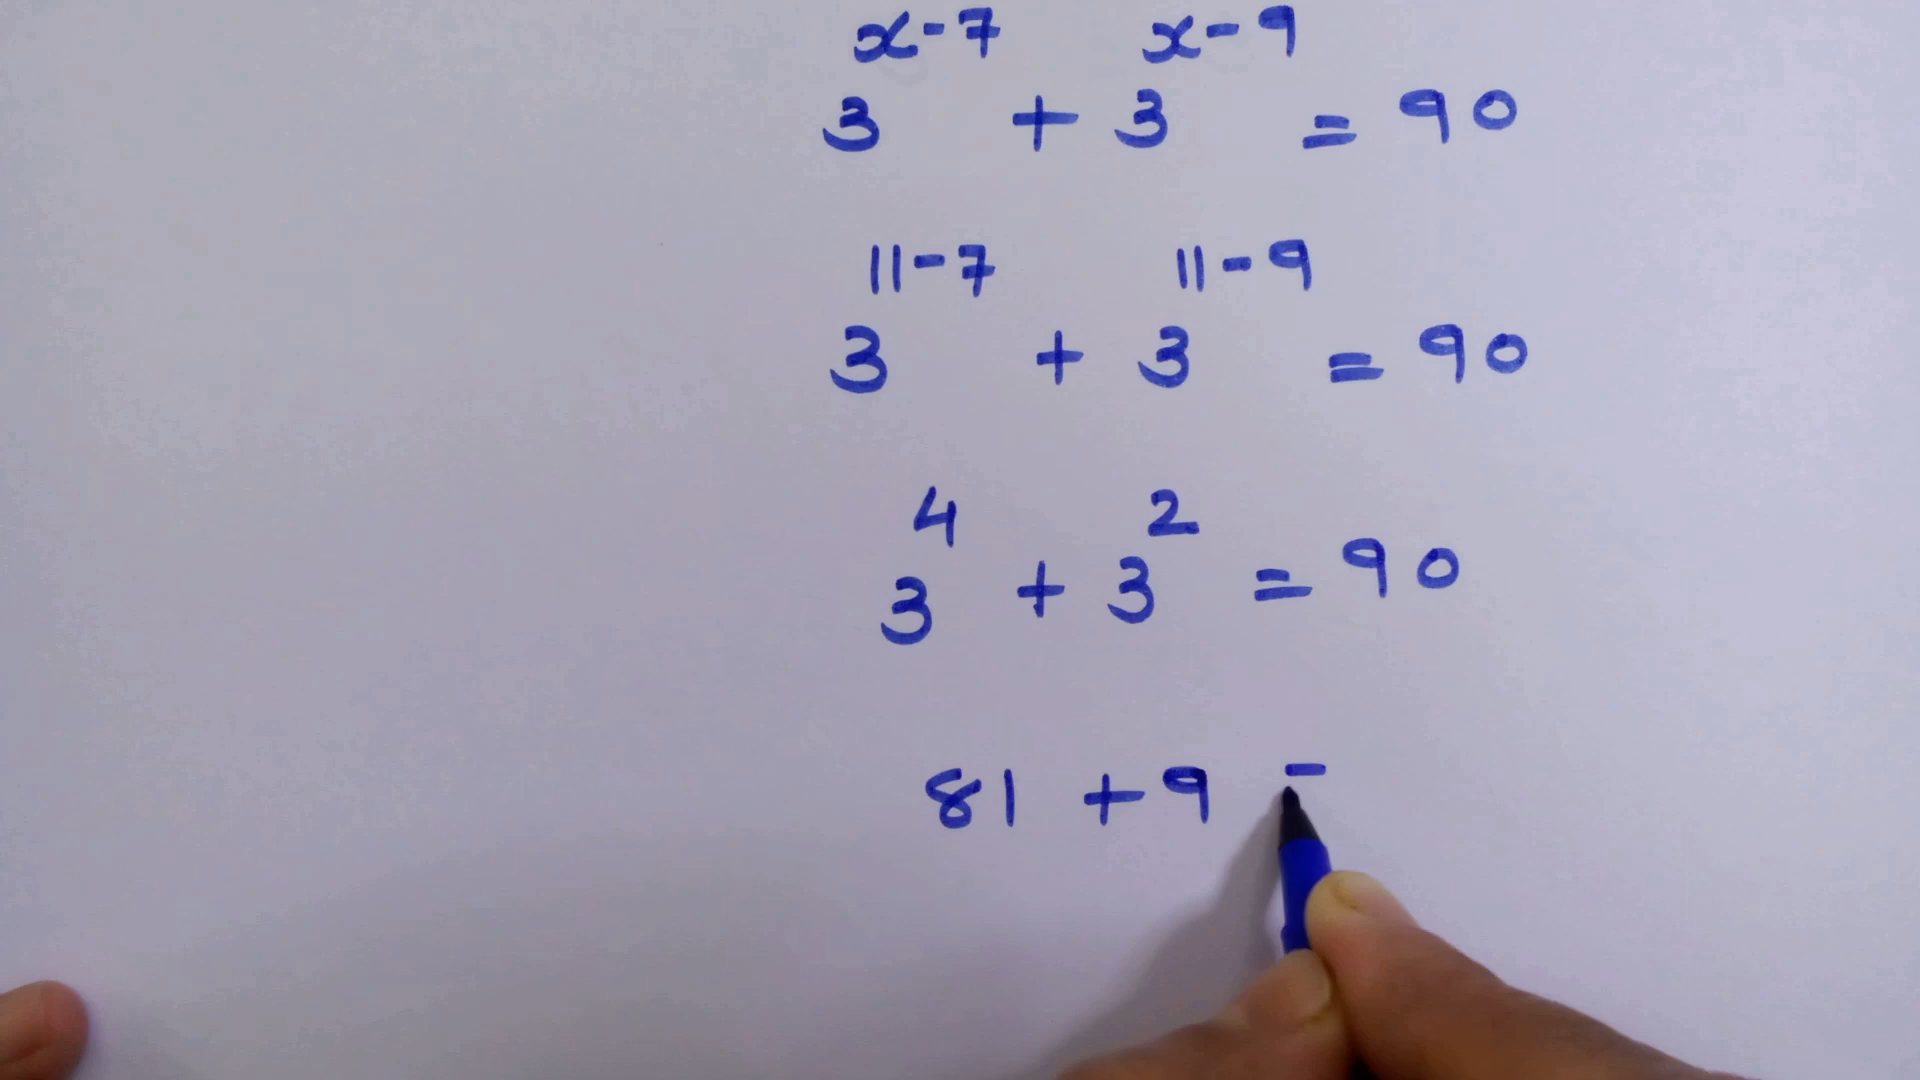 3^{x-7} + 3^{x-9} = 90
3^{11-7} + 3^{11-9} = 90
3^4 + 3^2 = 90
81 + 9 -